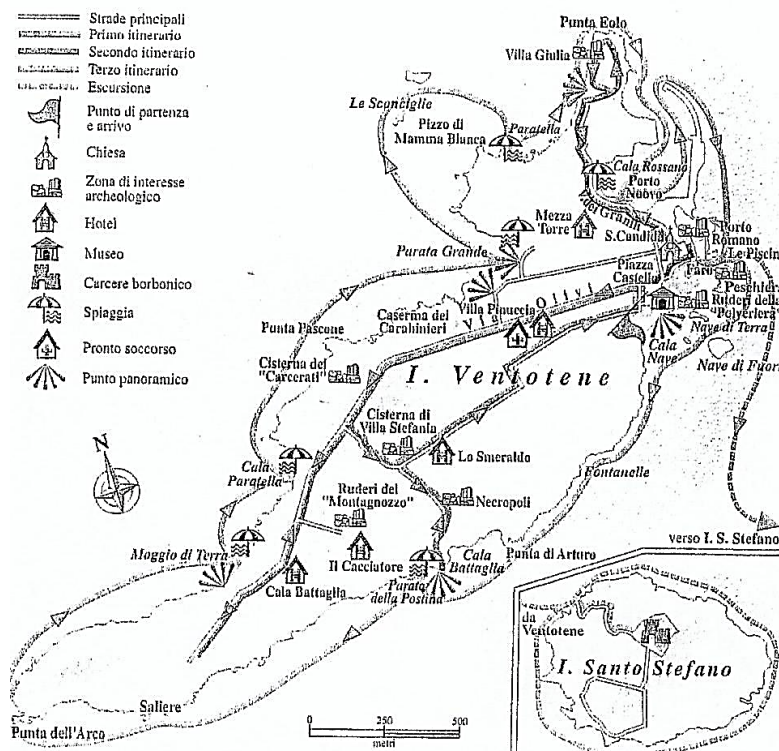 Strade principali
Primo itinerario
Secondo itinerario
Terzo itinerario
Escursione
Punto di partenza
e arrivo
Chiesa
Zona di interesse
archeologico
Hotel
Museo
Carcere borbonico
Spiaggia
Pronto soccorso
Punto panoramico
N
Punta Eolo
Villa Giulia
Le Sconciglie
Pizzo di
Mamma Bianca
Paratella
Cala Rossano
Porto
Nuovo
Mezza
Torre
dei Granili
S. Candida
Porto
Romano
Le Piscine
Parata Grande
Piazza
Castello
Faro
Peschiera
Ruderi della
"Polveriera"
Villa Pinuccia
Via Olivi
Caserma dei
Carabinieri
Nave di Terra
Cala
Nave
Nave di Fuori
Punta Pascone
Cisterna dei
"Carcerati"
I. Ventotene
Cisterna di
Villa Stefania
Lo Smeraldo
Fontanelle
Cala
Paratella
Ruderi del
"Montagnozzo"
Necropoli
Moggio di Terra
Il Cacciatore
Cala
Battaglia
Punta di Arturo
verso I. S. Stefano
Cala Battaglia
Parata
della Postina
da
Ventotene
I. Santo Stefano
Saliere
Punta dell'Arco
0 250 500
metri